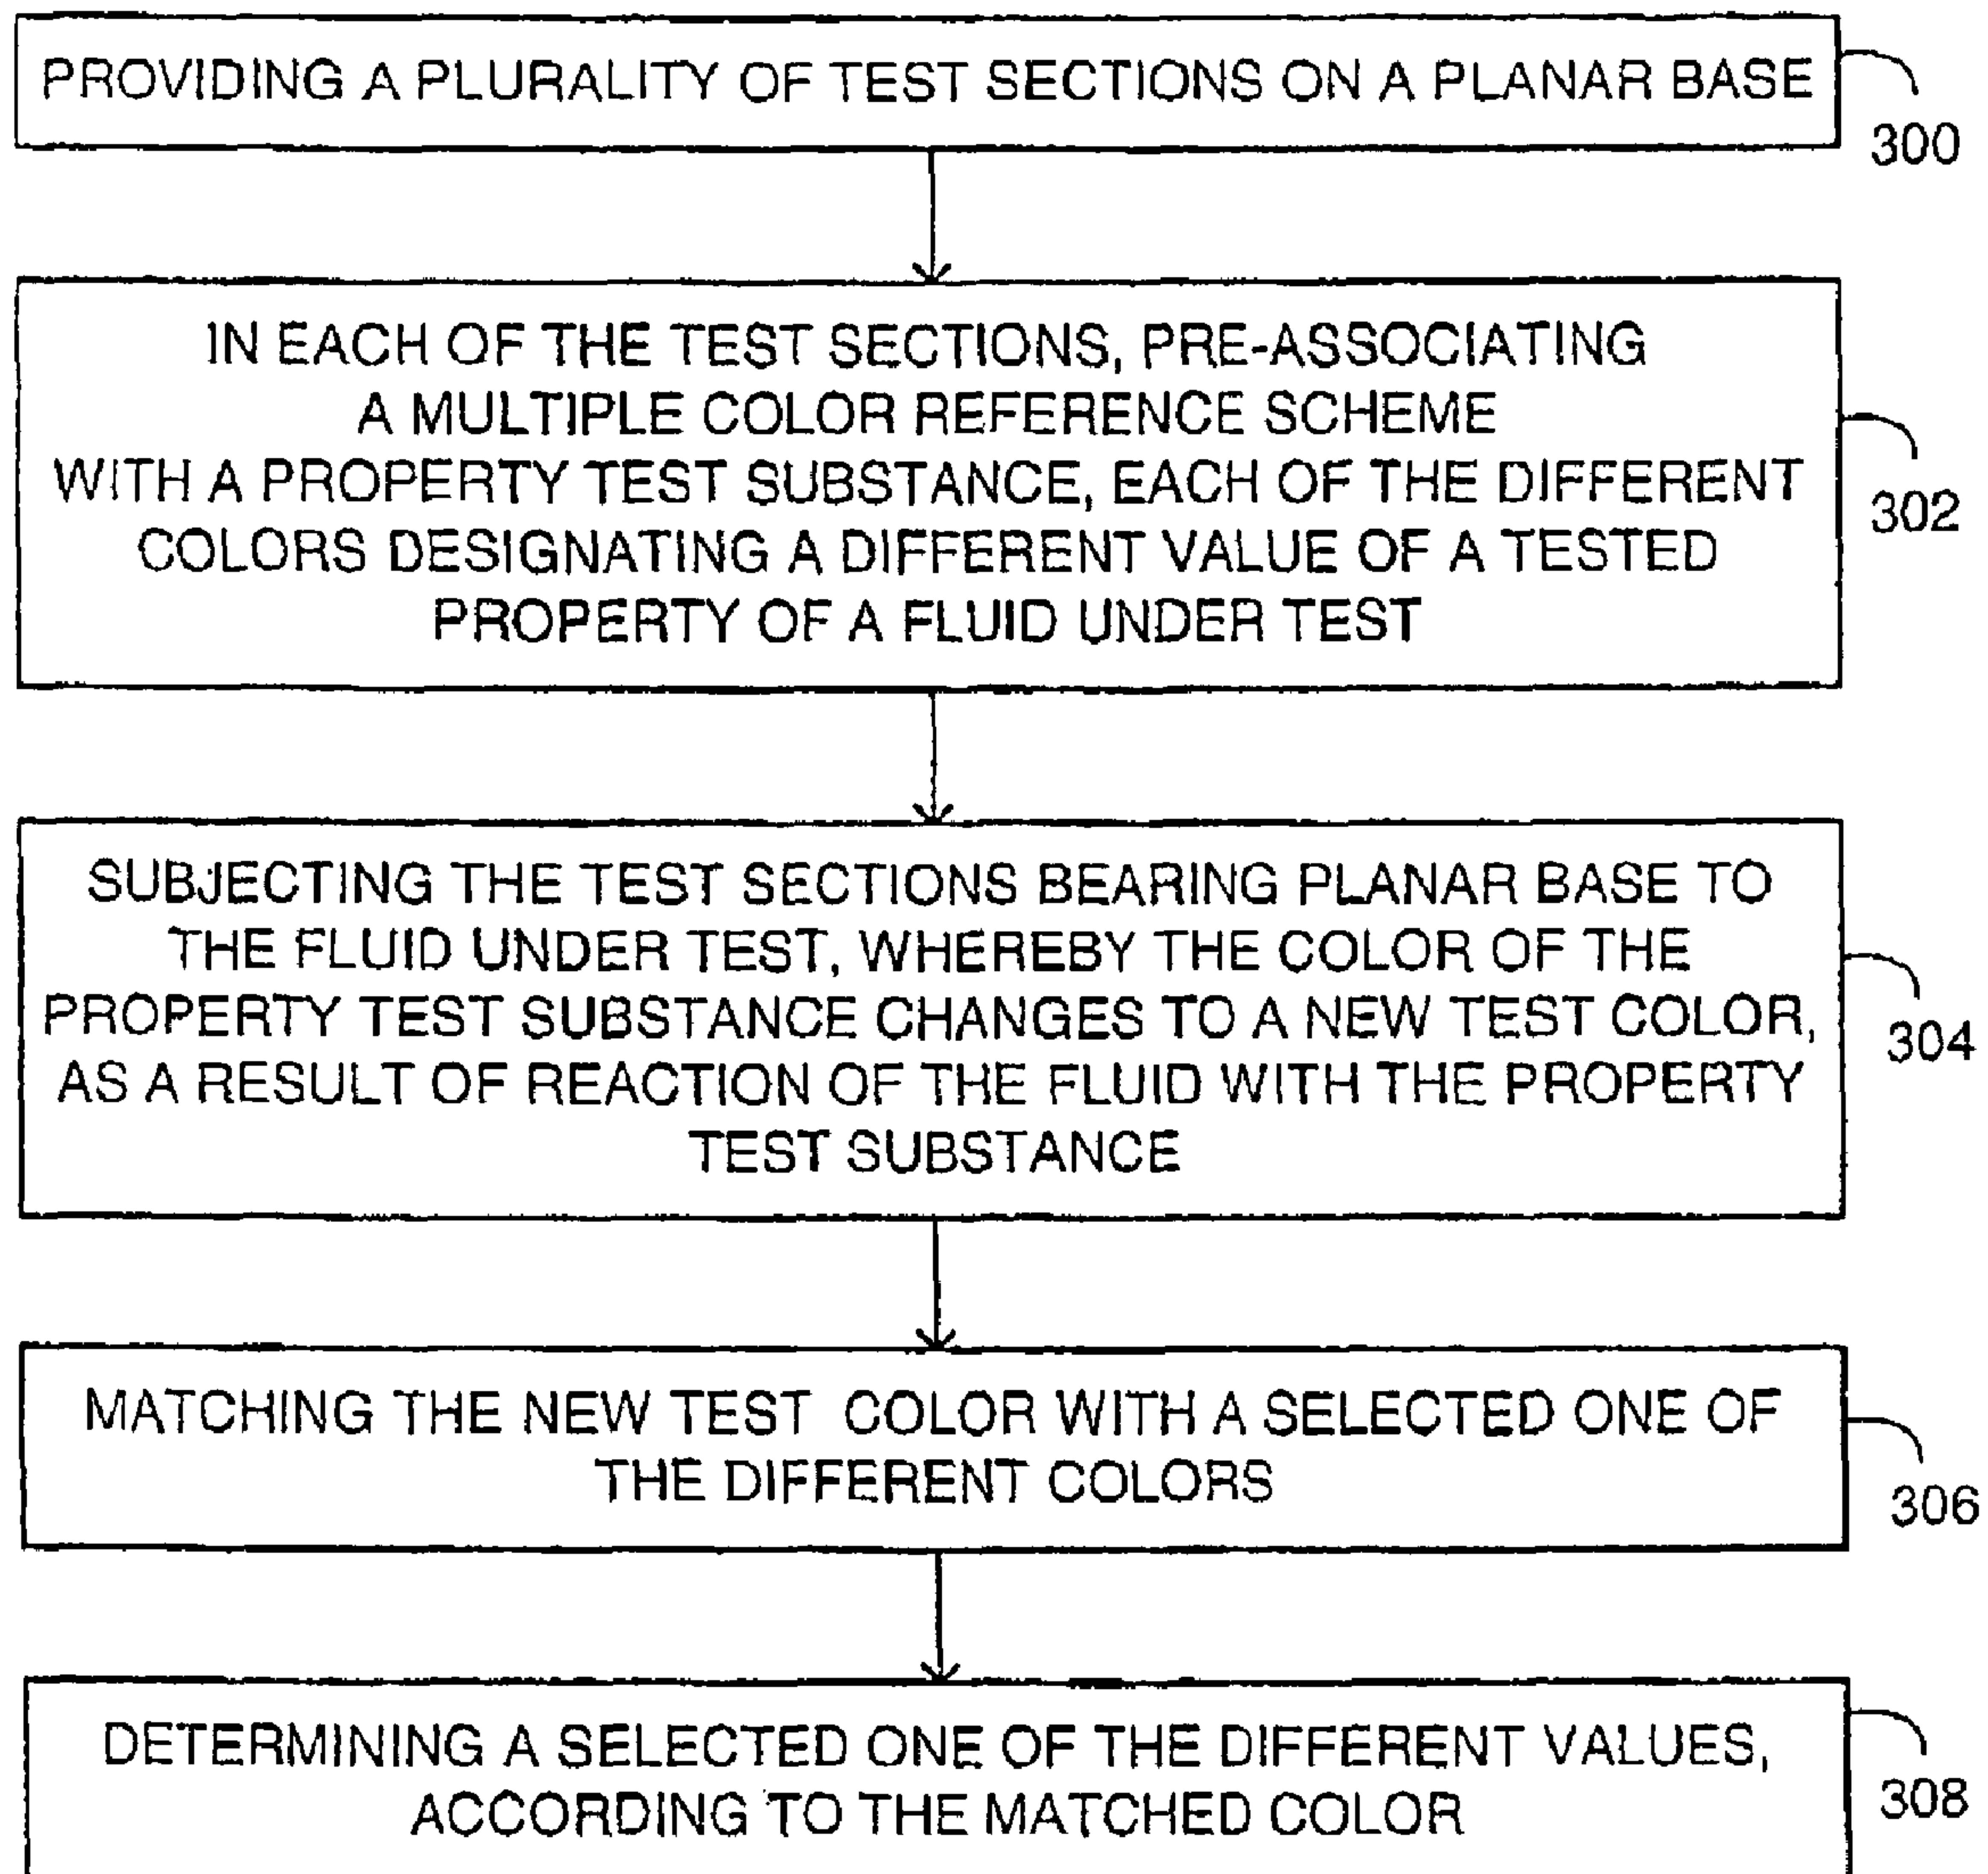 PROVIDING A PLURALITY OF TEST SECTIONS ON A PLANAR BASE
300
IN EACH OF THE TEST SECTIONS, PRE-ASSOCIATING
A MULTIPLE COLOR REFERENCE SCHEME
WITH A PROPERTY TEST SUBSTANCE, EACH OF THE DIFFERENT
COLORS DESIGNATING A DIFFERENT VALUE OF A TESTED
PROPERTY OF A FLUID UNDER TEST
302
SUBJECTING THE TEST SECTIONS BEARING PLANAR BASE TO
THE FLUID UNDER TEST, WHEREBY THE COLOR OF THE
PROPERTY TEST SUBSTANCE CHANGES TO A NEW TEST COLOR,
AS A RESULT OF REACTION OF THE FLUID WITH THE PROPERTY
TEST SUBSTANCE
304
MATCHING THE NEW TEST COLOR WITH A SELECTED ONE OF
THE DIFFERENT COLORS
306
DETERMINING A SELECTED ONE OF THE DIFFERENT VALUES,
ACCORDING TO THE MATCHED COLOR
308